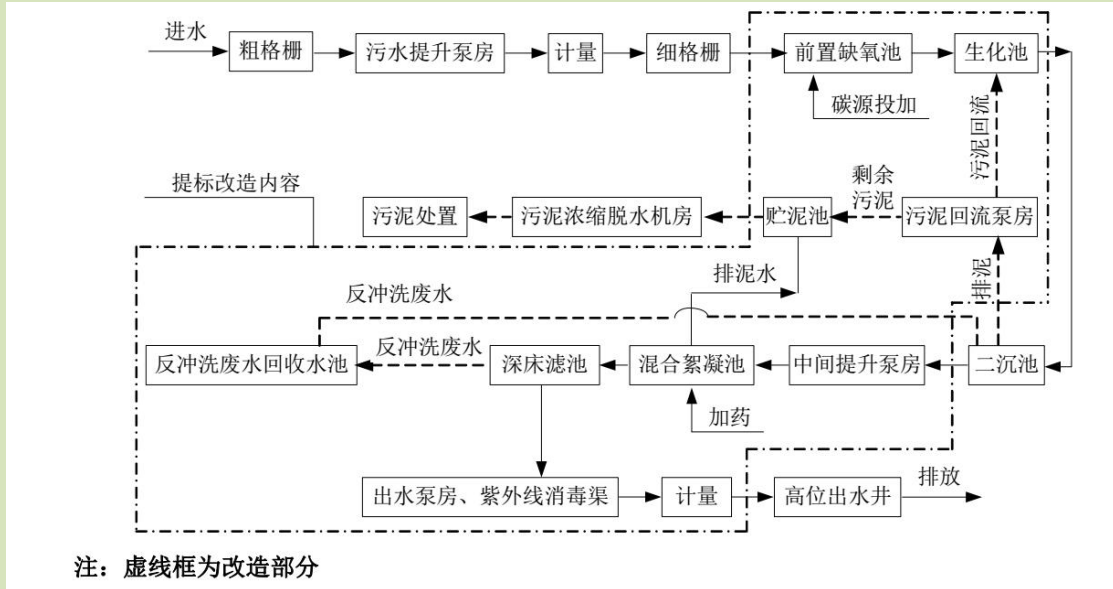 进水
粗格栅
污水提升泵房
计量
细格栅
前置缺氧池
生化池
碳源投加
污泥回流
提标改造内容
剩余
污泥
污泥处置
污泥浓缩脱水机房
贮泥池
污泥回流泵房
排泥水
排泥
反冲洗废水
反冲洗废水回收水池
反冲洗废水
深床滤池
混合絮凝池
中间提升泵房
二沉池
加药
出水泵房、紫外线消毒渠
计量
高位出水井
排放
注：虚线框为改造部分